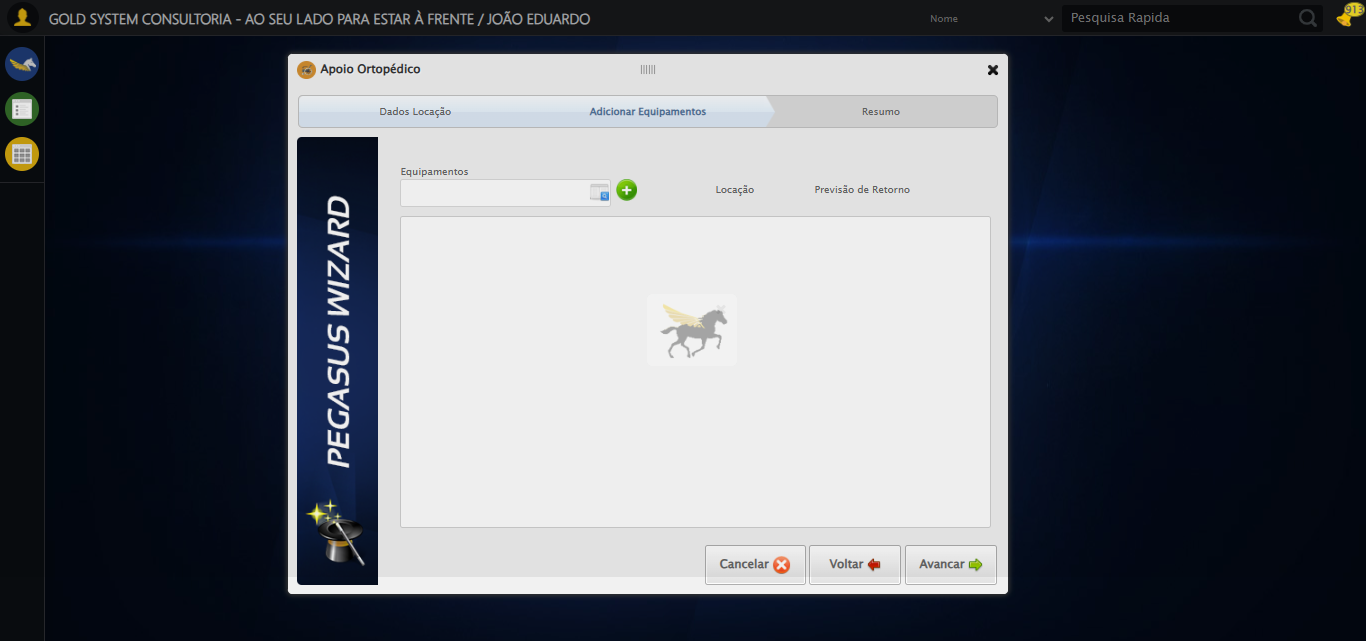 GOLD SYSTEM CONSULTORIA - AO SEU LADO PARA ESTAR À FRENTE / JOÃO EDUARDO
Nome
Pesquisa Rapida
913
Apoio Ortopédico
Dados Locação
Adicionar Equipamentos
Resumo
PEGASUS WIZARD
Equipamentos
Locação
Previsão de Retorno
Cancelar
Voltar
Avancar